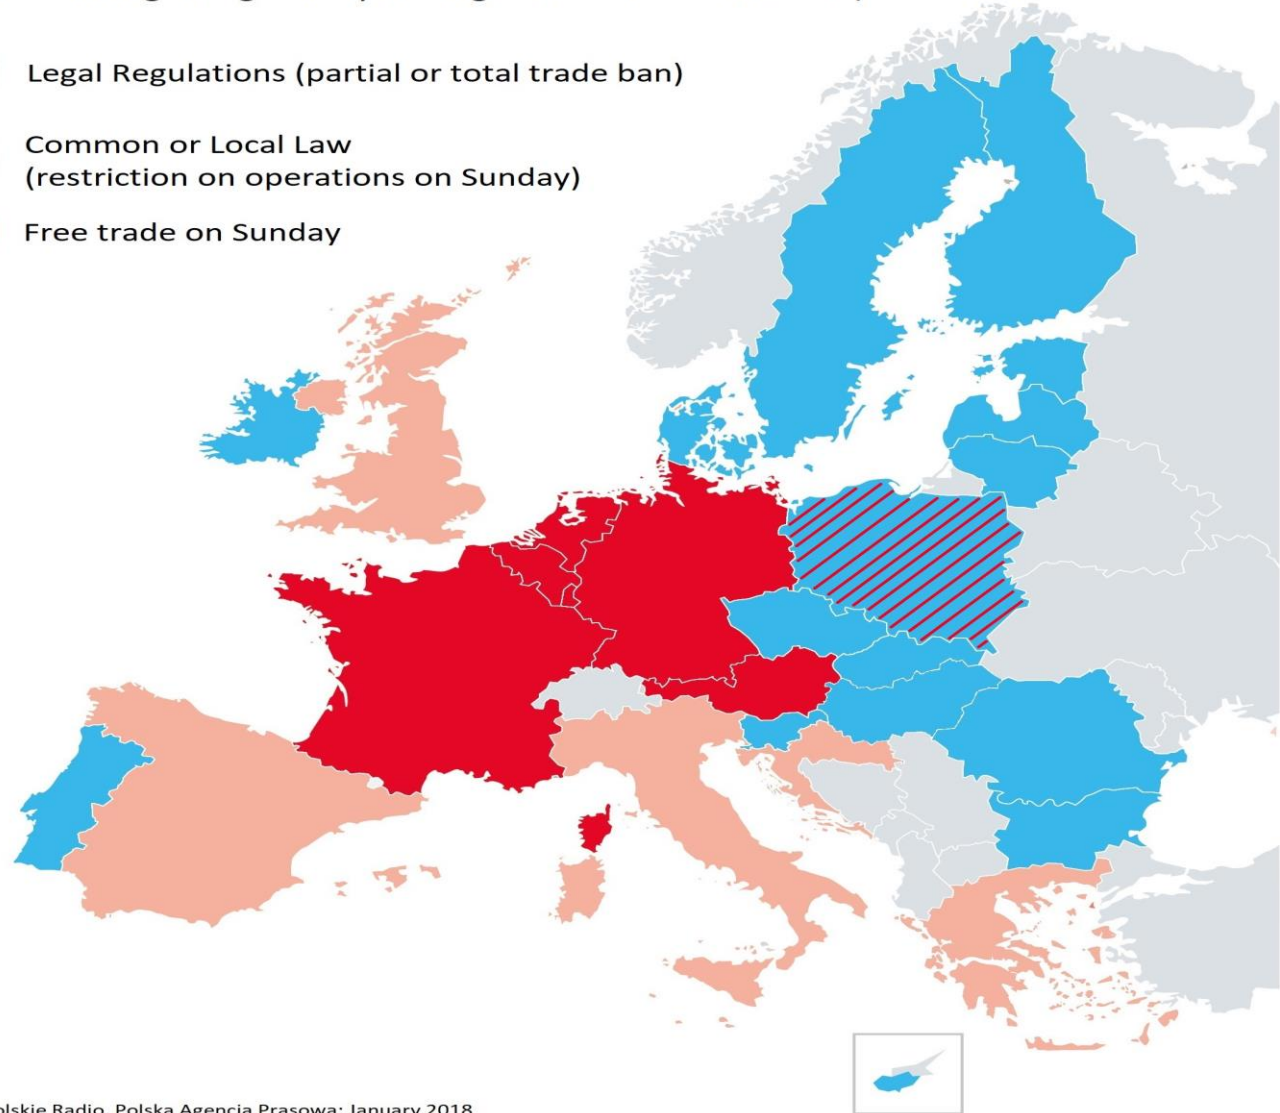 Legal Regulations (partial or total trade ban)
Common or Local Law
(restriction on operations on Sunday)
Free trade on Sunday
Radio, Polska Agencja Prasowa; January 2018